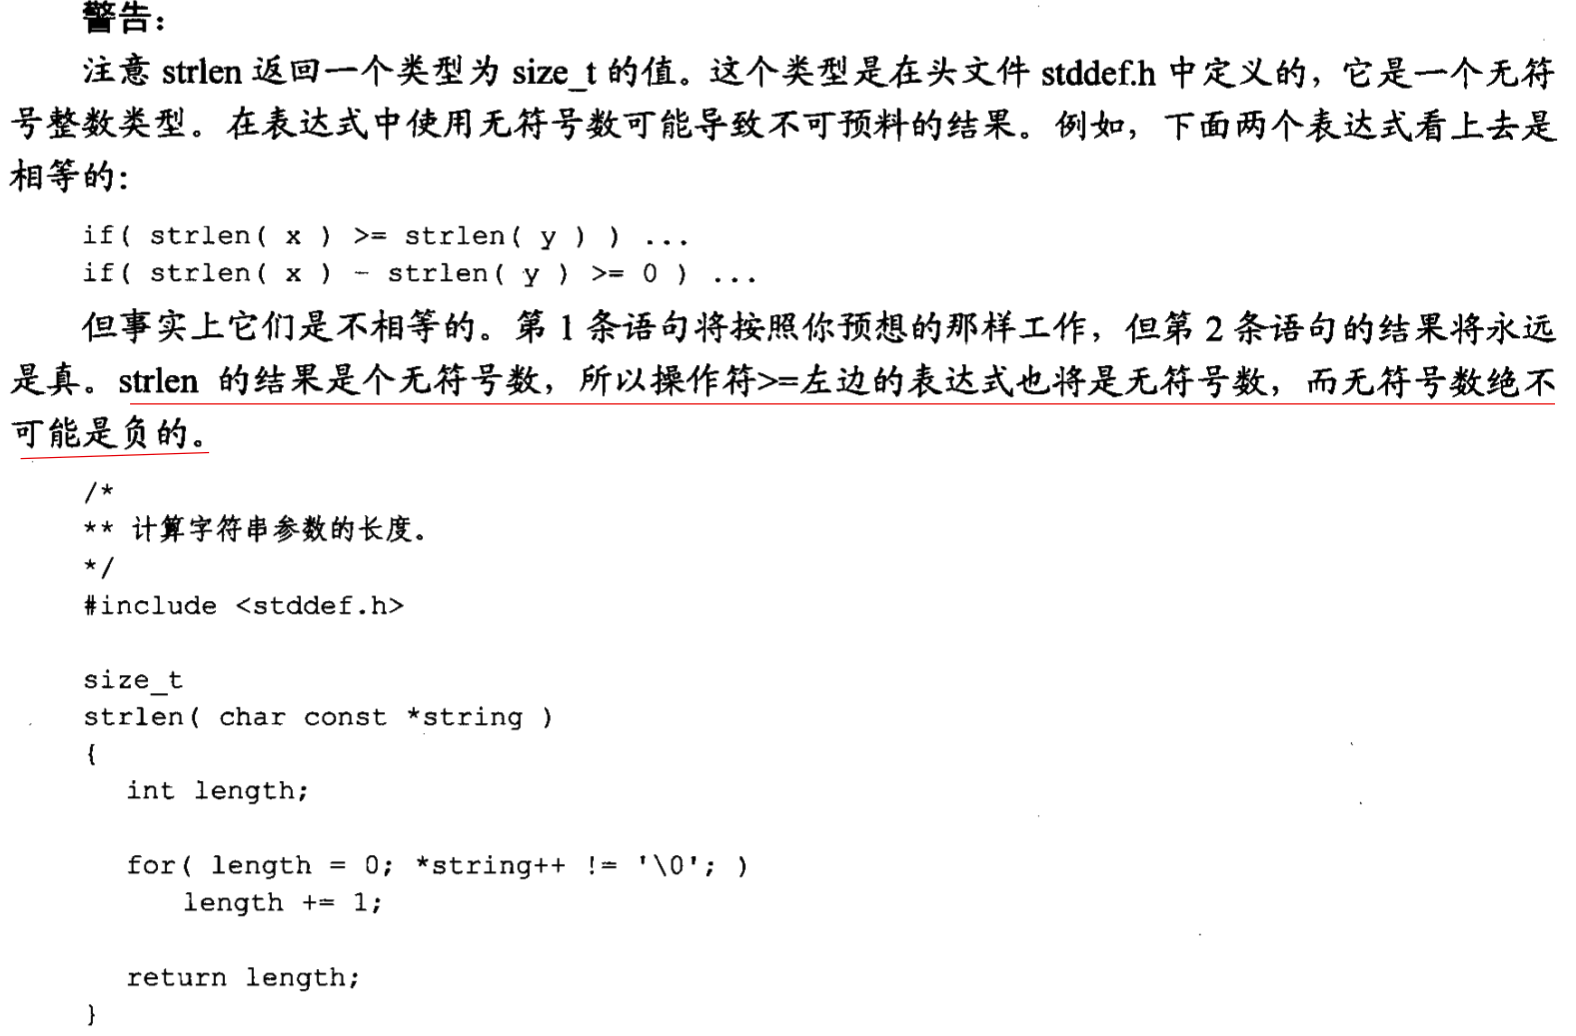 警告：
注意 strlen 返回一个类型为 size_t 的值。这个类型是在头文件 stddef.h 中定义的，它是一个无符
号整数类型。在表达式中使用无符号数可能导致不可预料的结果。例如，下面两个表达式看上去是
相等的：
if( strlen( x ) >= strlen( y ) ) ...
if( strlen( x ) - strlen( y ) >= 0 ) ...
但事实上它们是不相等的。第 1 条语句将按照你预想的那样工作，但第 2 条语句的结果将永远
是真。strlen 的结果是个无符号数，所以操作符>=左边的表达式也将是无符号数，而无符号数绝不
可能是负的。
/*
** 计算字符串参数的长度。
*/
#include <stddef.h>
size_t
strlen( char const *string )
{
int length;
for( length = 0; *string++ != '\0'; )
length += 1;
return length;
}